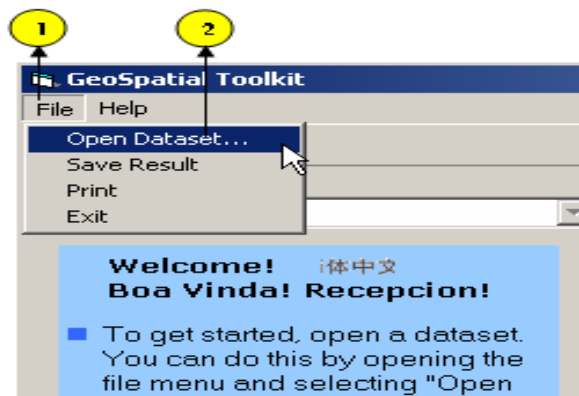 1 2
GeoSpatial Toolkit
File Help
Open Dataset...
Save Result
Print
Exit
Welcome! 体中文
Boa Vinda! Recepcion!
To get started, open a dataset.
You can do this by opening the
file menu and selecting "Open